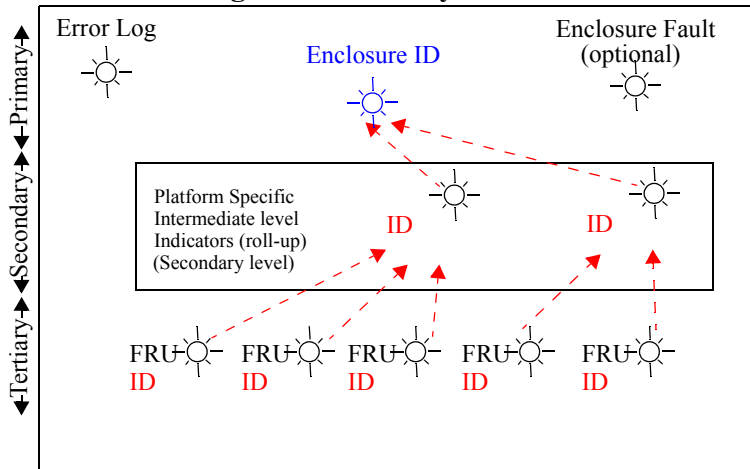 Error Log
Enclosure ID
Enclosure Fault
(optional)
Primary
Secondary
Tertiary
Platform Specific
Intermediate level
Indicators (roll-up)
(Secondary level)
ID
ID
FRU
ID
FRU
ID
FRU
ID
FRU
ID
FRU
ID